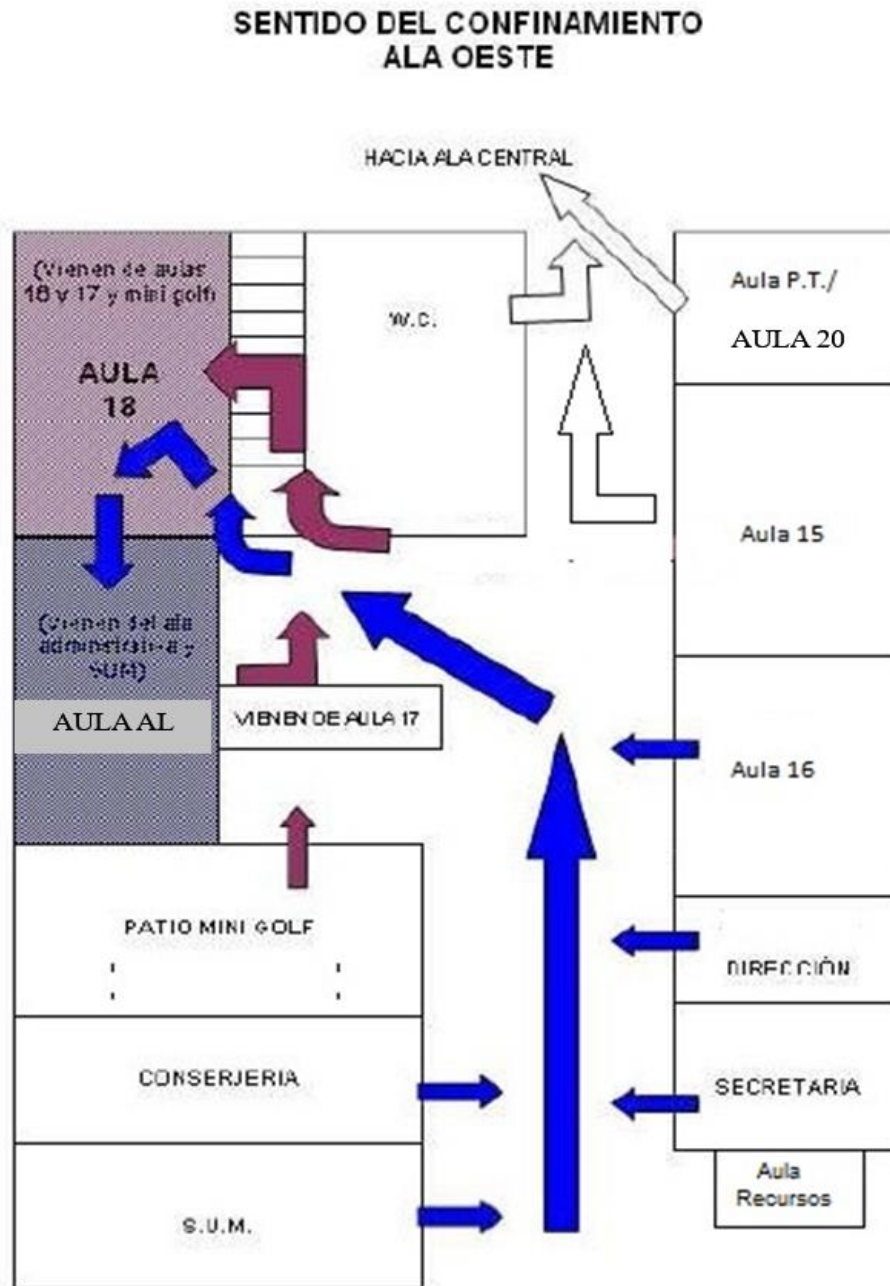 SENTIDO DEL CONFINAMIENTO
ALA OESTE
HACIA ALA CENTRAL
(Vienen de aulas
16 y 17 y mini golf)
AULA
18
W.C.
Aula P.T./
AULA 20
Aula 15
(Vienen del ala
administrativa y
SUM)
AULA AL
VIENEN DE AULA 17
Aula 16
PATIO MINI GOLF
DIRECCIÓN
CONSERJERIA
SECRETARIA
Aula
Recursos
S.U.M.